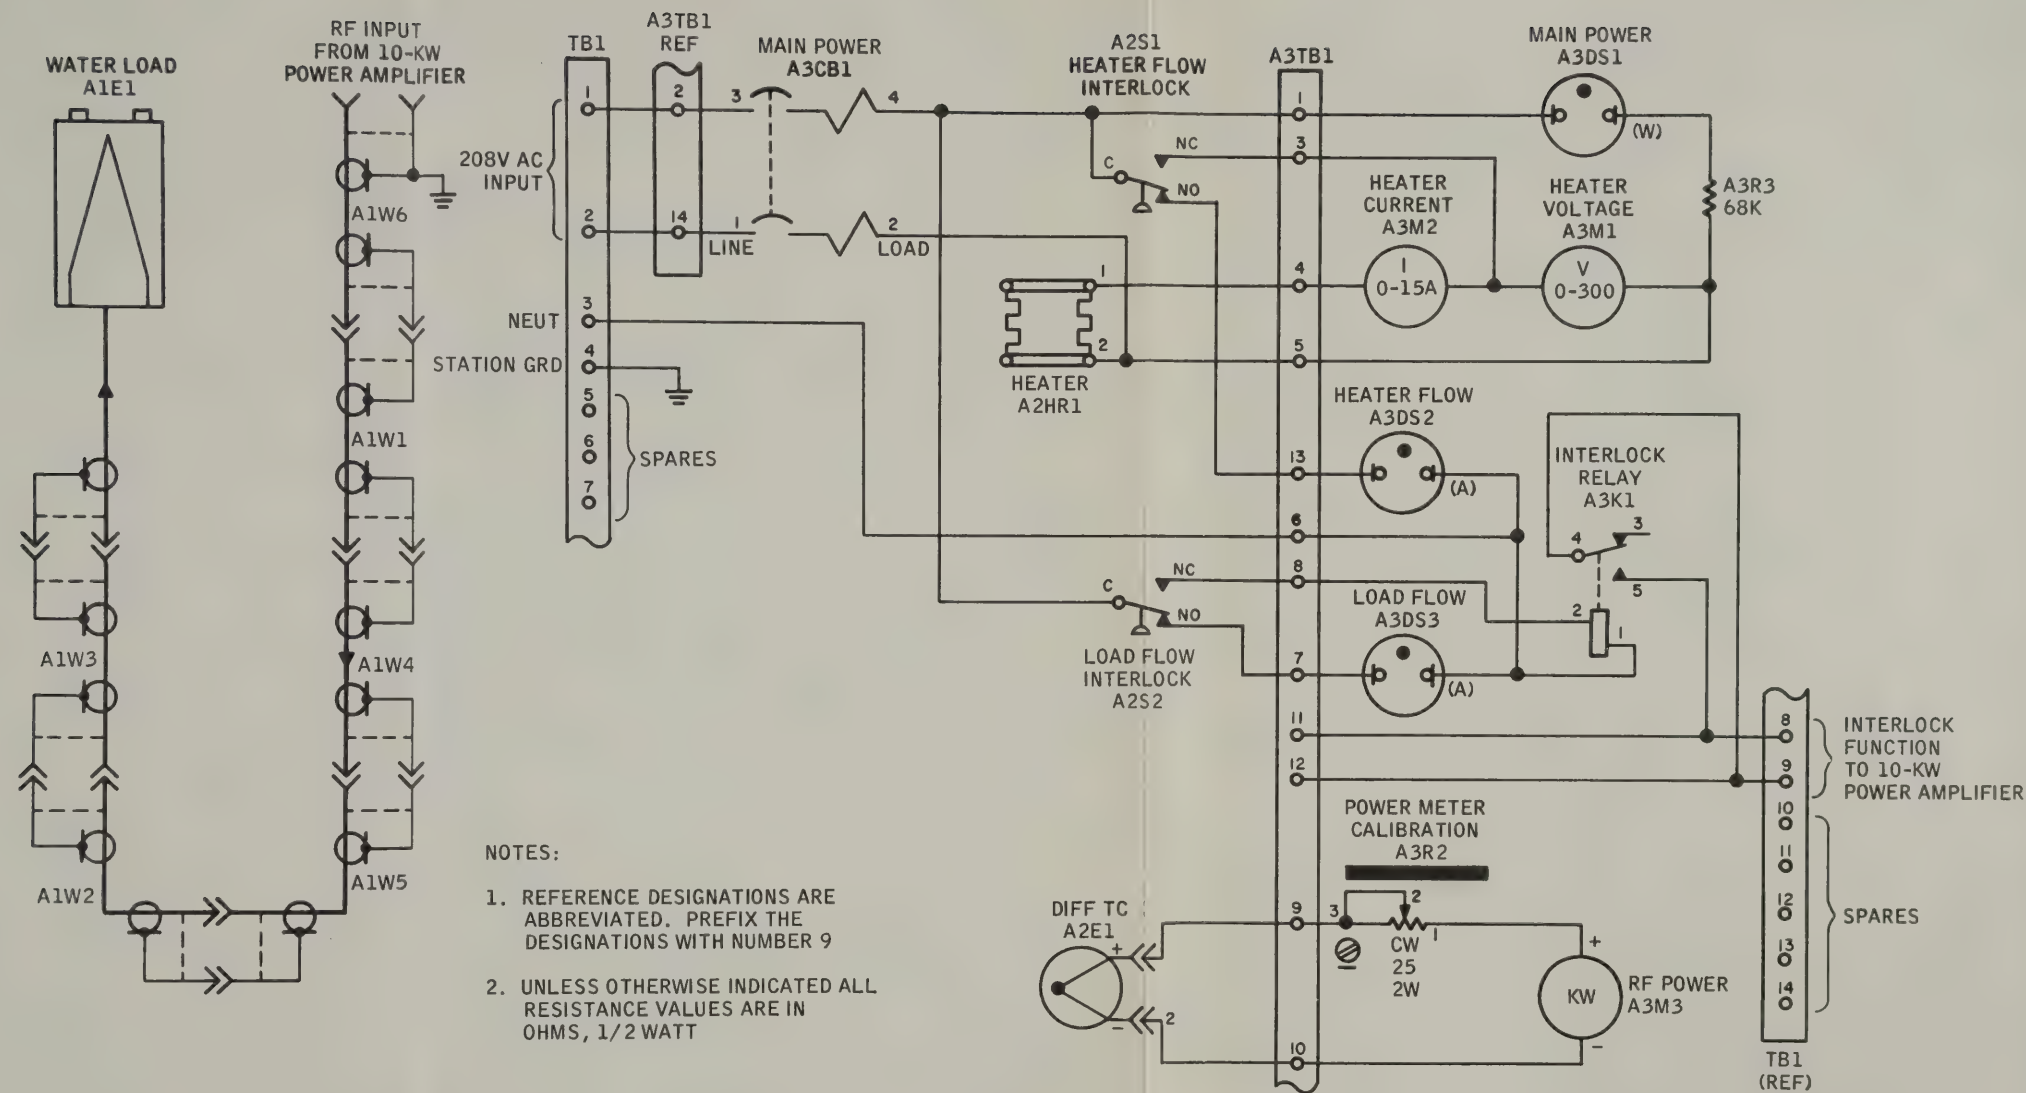 WATER LOAD
A1E1
RF INPUT
FROM 10-KW
POWER AMPLIFIER
A1W6
A1W1
A1W4
A1W5
A1W3
A1W2
TB1
A3TB1
REF
208V AC
INPUT
1
2
2
14
NEUT
3
STATION GRD
4
5
6
7
SPARES
MAIN POWER
A3CB1
3
4
1
2
LINE
LOAD
A2S1
HEATER FLOW
INTERLOCK
C
NC
NO
HEATER
A2HR1
1
2
C
NC
NO
LOAD FLOW
INTERLOCK
A2S2
A3TB1
1
3
4
5
13
6
8
7
11
12
9
10
MAIN POWER
A3DS1
(W)
A3R3
68K
HEATER
CURRENT
A3M2
I
0-15A
HEATER
VOLTAGE
A3M1
V
0-300
HEATER FLOW
A3DS2
(A)
INTERLOCK
RELAY
A3K1
4
3
5
2
1
LOAD FLOW
A3DS3
(A)
TB1
(REF)
8
9
10
11
12
13
14
INTERLOCK
FUNCTION
TO 10-KW
POWER AMPLIFIER
SPARES
POWER METER
CALIBRATION
A3R2
3
2
1
CW
25
2W
DIFF TC
A2E1
+
-
2
+
KW
-
RF POWER
A3M3
NOTES:
1. REFERENCE DESIGNATIONS ARE
ABBREVIATED. PREFIX THE
DESIGNATIONS WITH NUMBER 9
2. UNLESS OTHERWISE INDICATED ALL
RESISTANCE VALUES ARE IN
OHMS, 1/2 WATT